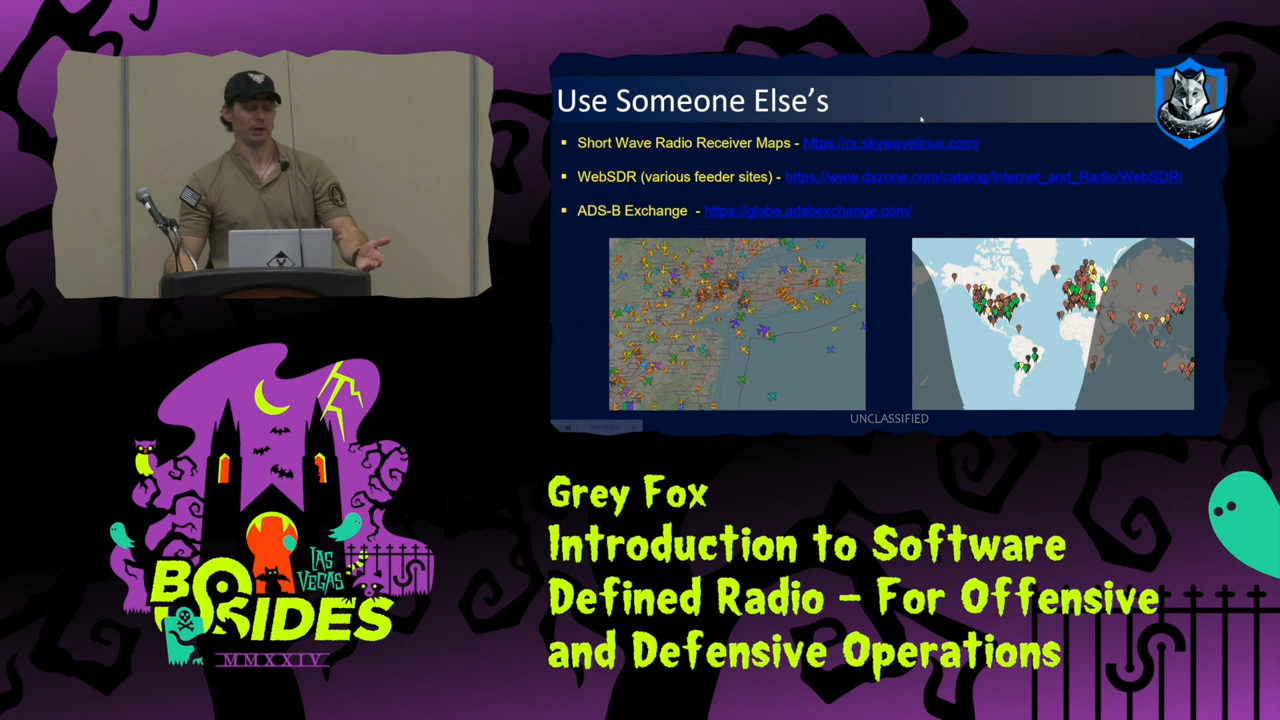 Use Someone Else's
Short Wave Radio Receiver Maps - https://rx.skywavelinux.com/
WebSDR (various feeder sites) - https://www.dxzone.com/catalog/Internet_and_Radio/WebSDR/
ADS-B Exchange - https://globe.adsbexchange.com/
UNCLASSIFIED
BSIDES
LAS
VEGAS
MMXXIV
Grey Fox
Introduction to Software
Defined Radio – For Offensive
and Defensive Operations